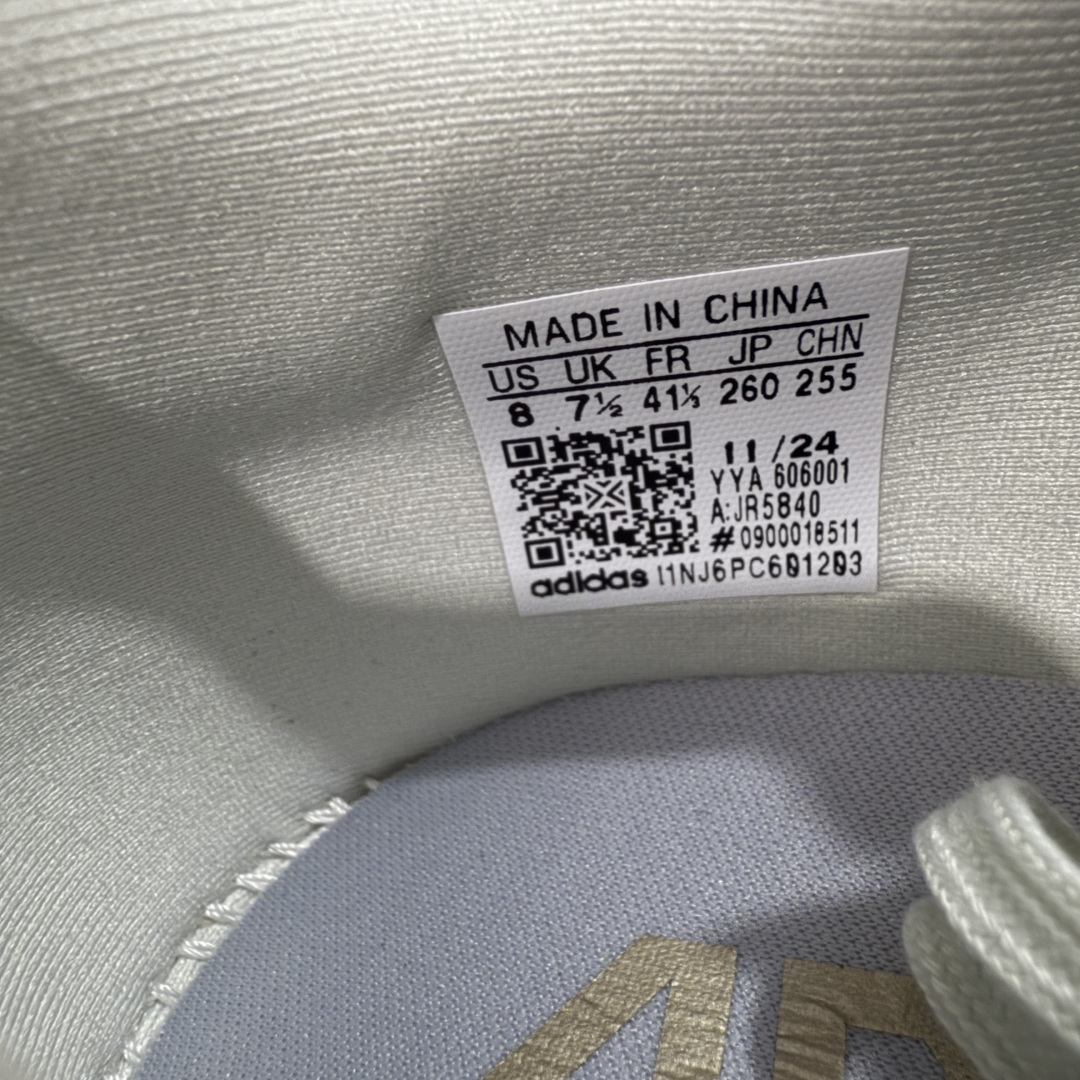 MADE IN CHINA
US UK FR JP CHN
8 7½ 41⅓ 260 255
11/24
YYA 606001
A:JR5840
# 0900018511
adidas I1NJ6PC601203
AD